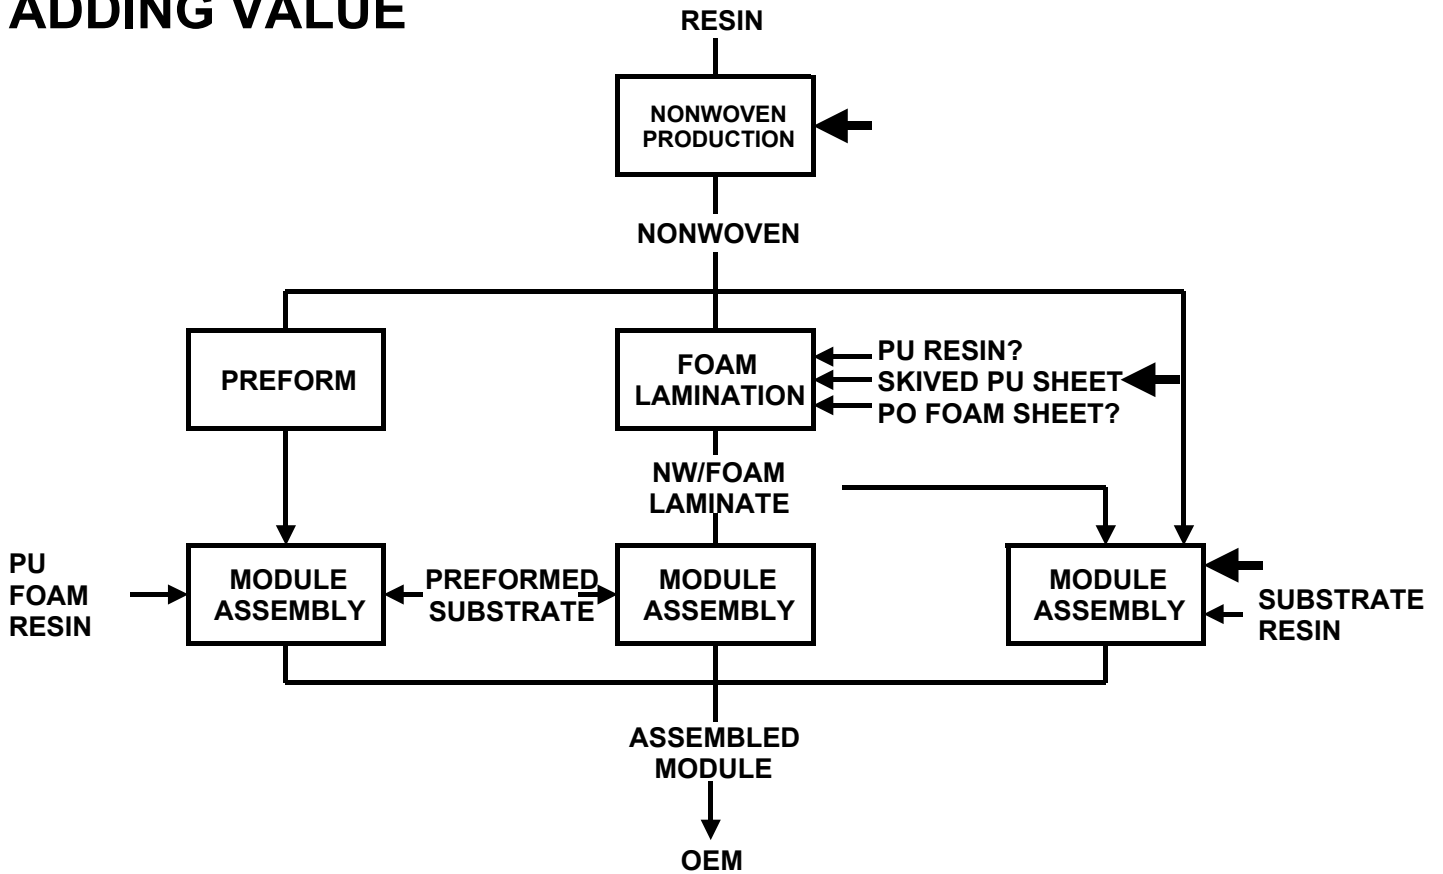 ADDING VALUE
RESIN
NONWOVEN
PRODUCTION
NONWOVEN
PREFORM
FOAM
LAMINATION
PU RESIN?
SKIVED PU SHEET
PO FOAM SHEET?
NW/FOAM
LAMINATE
PU
FOAM
RESIN
MODULE
ASSEMBLY
PREFORMED
SUBSTRATE
MODULE
ASSEMBLY
MODULE
ASSEMBLY
SUBSTRATE
RESIN
ASSEMBLED
MODULE
OEM